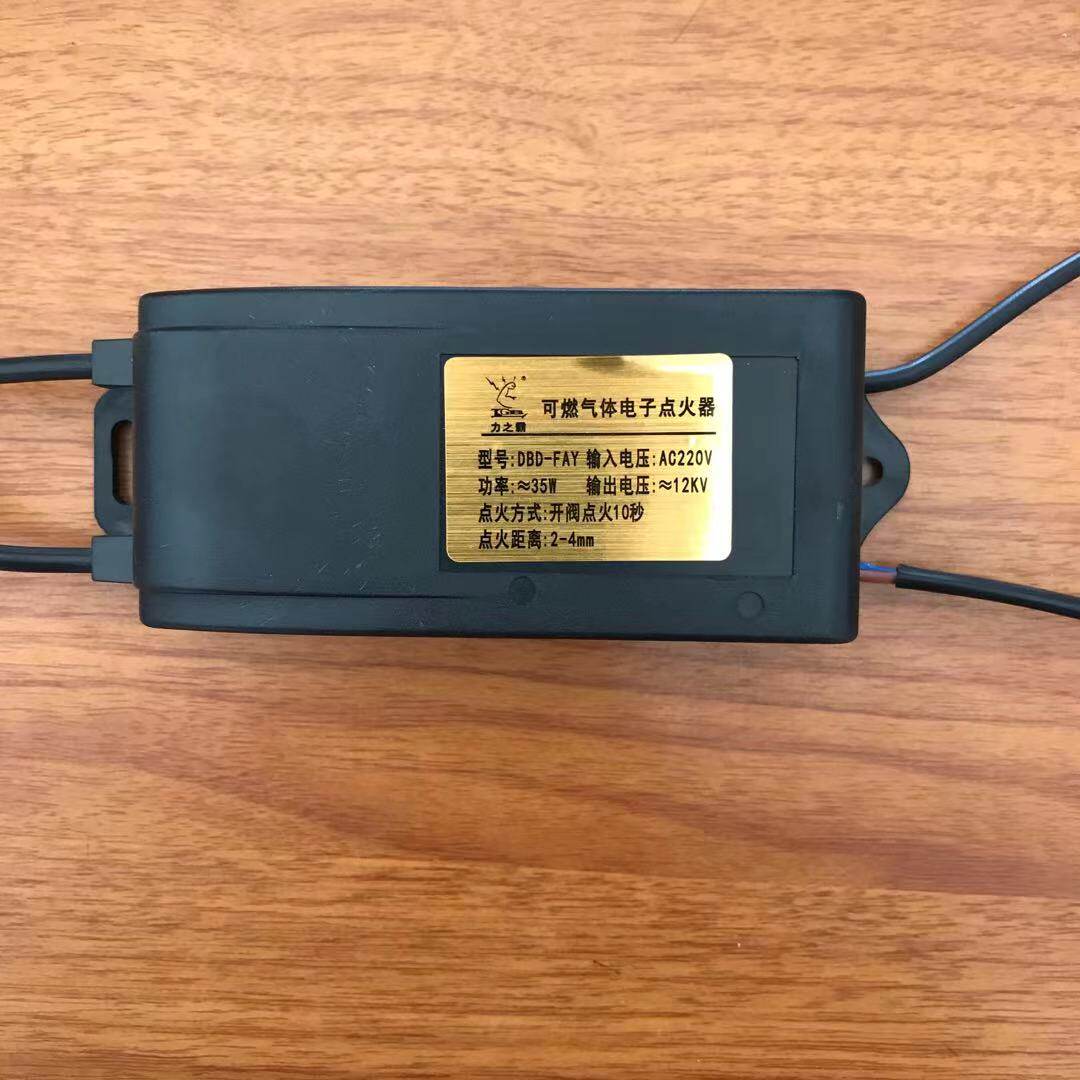 ®
LGB
可燃气体电子点火器
力之霸
型号:DBD-FAY 输入电压:AC220V
功率:≈35W 输出电压:≈12KV
点火方式:开阀点火10秒
点火距离:2-4mm